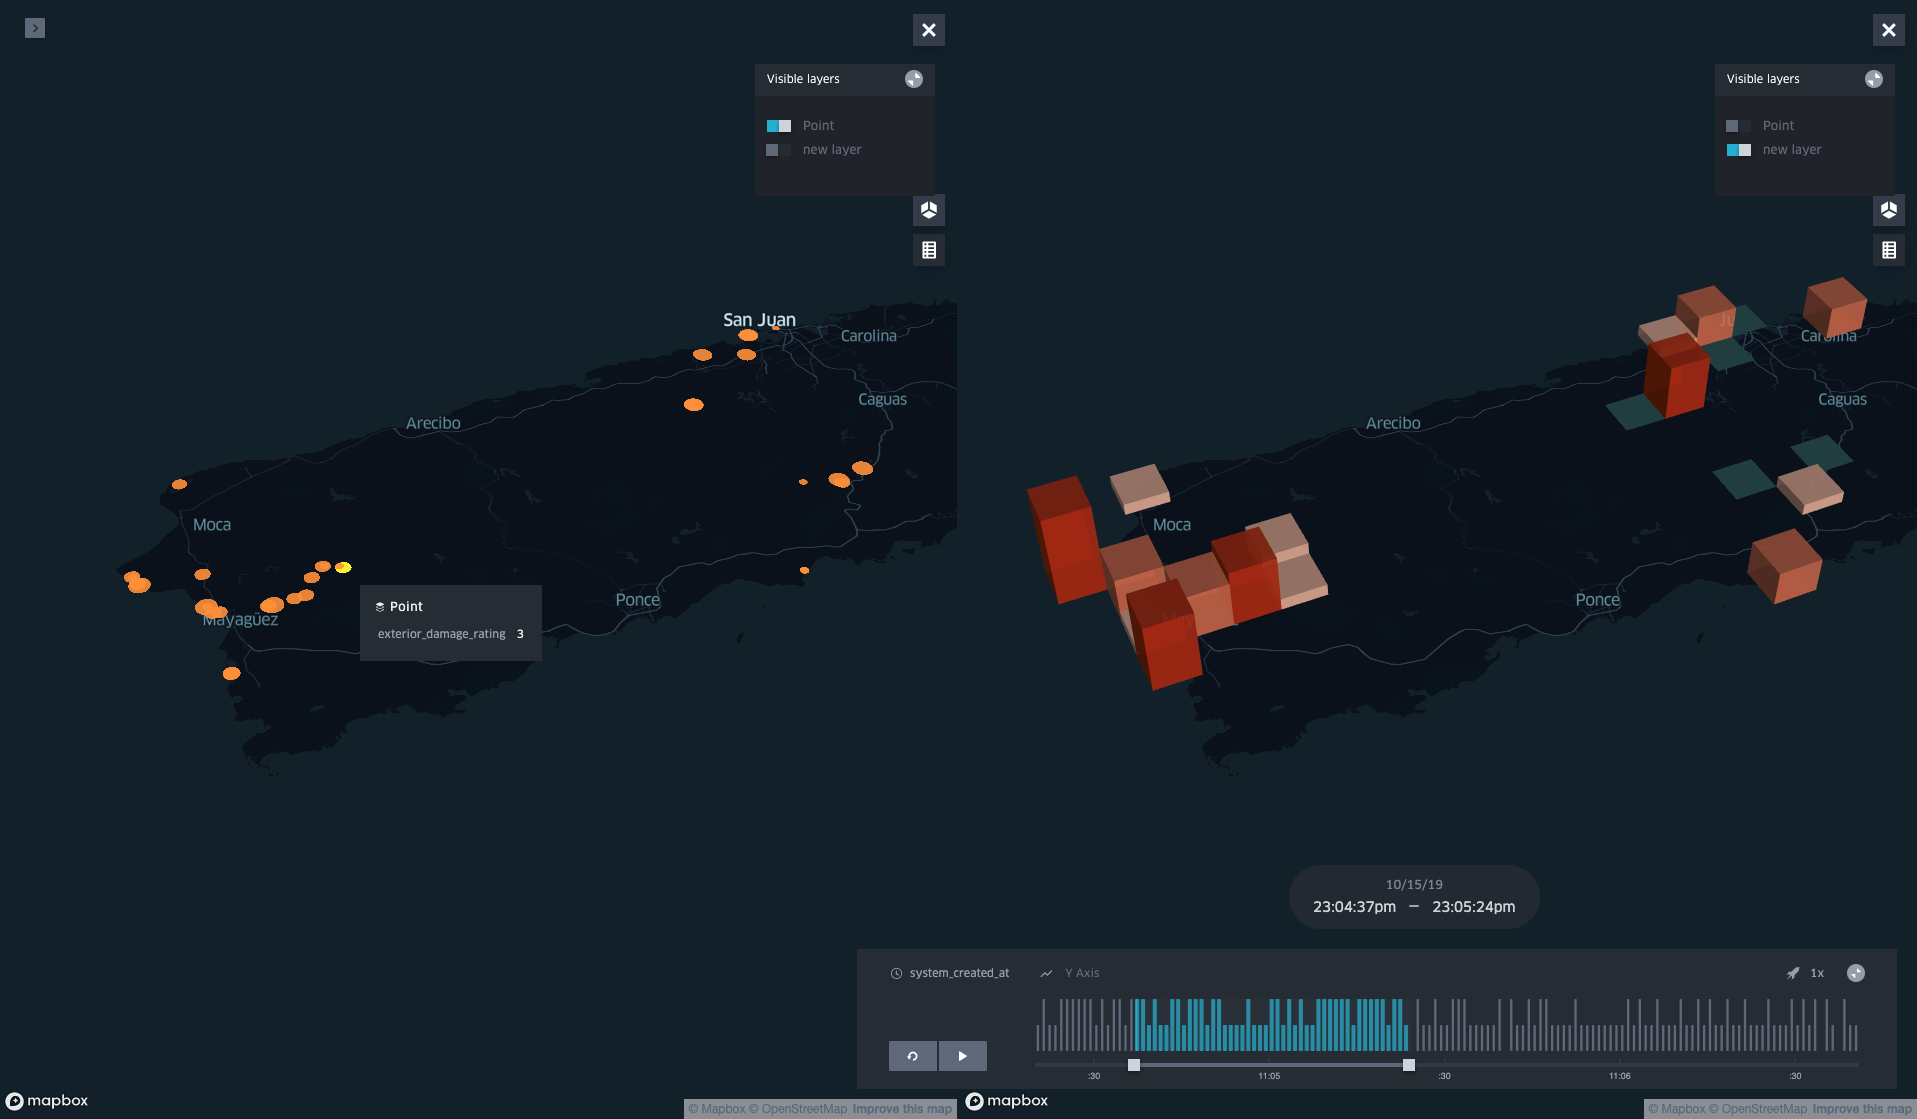 Visible layers
Point
new layer
San Juan
Carolina
Caguas
Arecibo
Moca
Mayagüez
Ponce
Point
exterior_damage_rating 3
mapbox
© Mapbox © OpenStreetMap Improve this map
Visible layers
Point
new layer
Carolina
Caguas
Arecibo
Moca
Ponce
10/15/19
23:04:37pm – 23:05:24pm
system_created_at
Y Axis
1x
:30
11:05
:30
11:06
:30
mapbox
© Mapbox © OpenStreetMap Improve this map